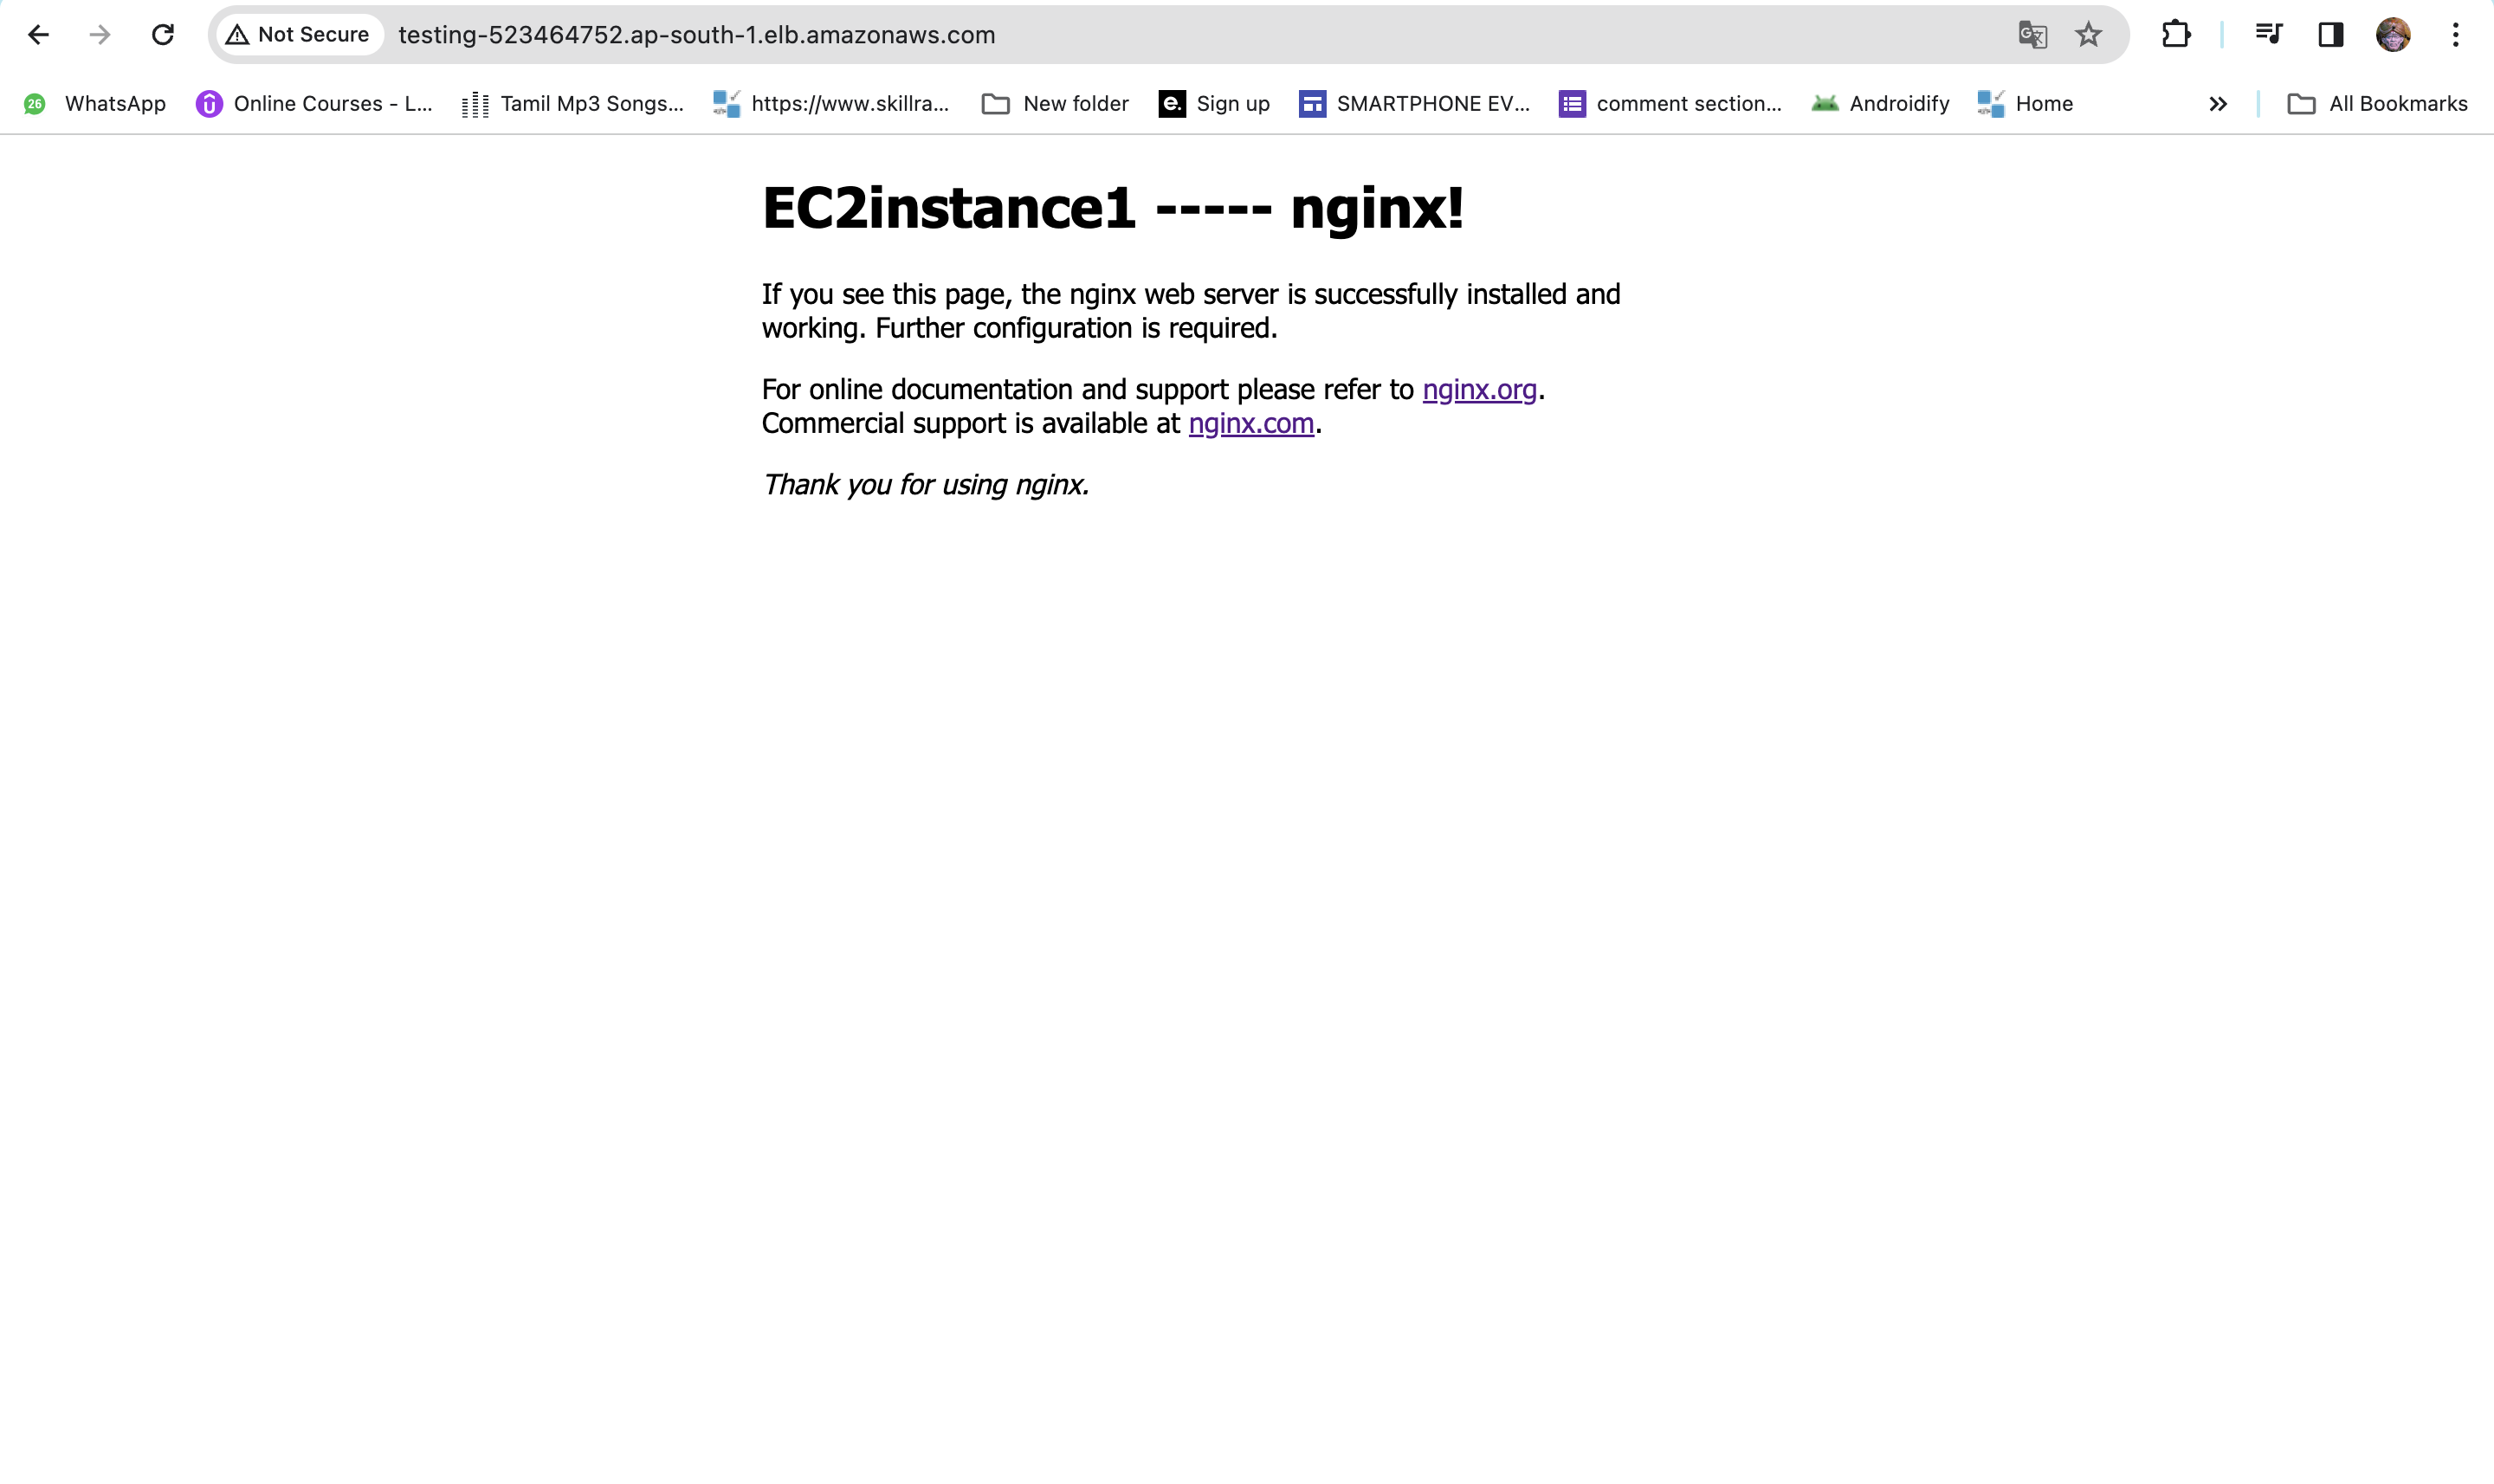 Not Secure testing-523464752.ap-south-1.elb.amazonaws.com
26 WhatsApp Online Courses - L... Tamil Mp3 Songs... https://www.skillra... New folder e. Sign up SMARTPHONE EV... comment section... Androidify Home All Bookmarks
EC2instance1 ----- nginx!
If you see this page, the nginx web server is successfully installed and
working. Further configuration is required.
For online documentation and support please refer to nginx.org.
Commercial support is available at nginx.com.
Thank you for using nginx.